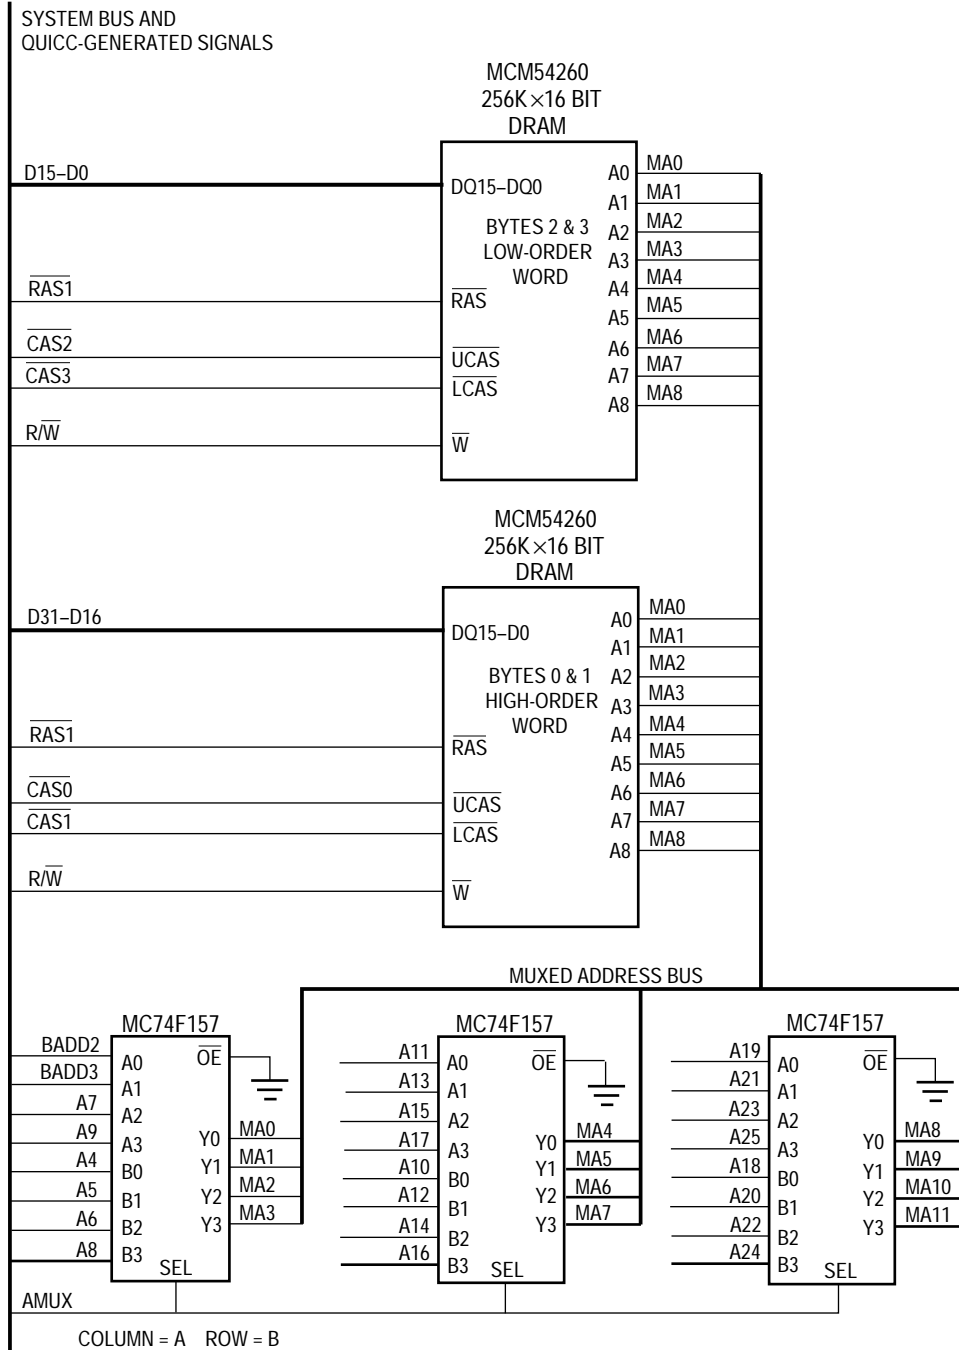 SYSTEM BUS AND
QUICC-GENERATED SIGNALS
MCM54260
256K×16 BIT
DRAM
D15–D0
DQ15–DQ0
BYTES 2 & 3
LOW-ORDER
WORD
RAS1
RAS
CAS2
UCAS
CAS3
LCAS
R/W
W
A0 MA0
A1 MA1
A2 MA2
A3 MA3
A4 MA4
A5 MA5
A6 MA6
A7 MA7
A8 MA8
MCM54260
256K×16 BIT
DRAM
D31–D16
DQ15–D0
BYTES 0 & 1
HIGH-ORDER
WORD
RAS1
RAS
CAS0
UCAS
CAS1
LCAS
R/W
W
A0 MA0
A1 MA1
A2 MA2
A3 MA3
A4 MA4
A5 MA5
A6 MA6
A7 MA7
A8 MA8
MUXED ADDRESS BUS
MC74F157
BADD2 A0
BADD3 A1
A7 A2
A9 A3
A4 B0
A5 B1
A6 B2
A8 B3
OE
Y0 MA0
Y1 MA1
Y2 MA2
Y3 MA3
SEL
MC74F157
A11 A0
A13 A1
A15 A2
A17 A3
A10 B0
A12 B1
A14 B2
A16 B3
OE
Y0 MA4
Y1 MA5
Y2 MA6
Y3 MA7
SEL
MC74F157
A19 A0
A21 A1
A23 A2
A25 A3
A18 B0
A20 B1
A22 B2
A24 B3
OE
Y0 MA8
Y1 MA9
Y2 MA10
Y3 MA11
SEL
AMUX
COLUMN = A ROW = B